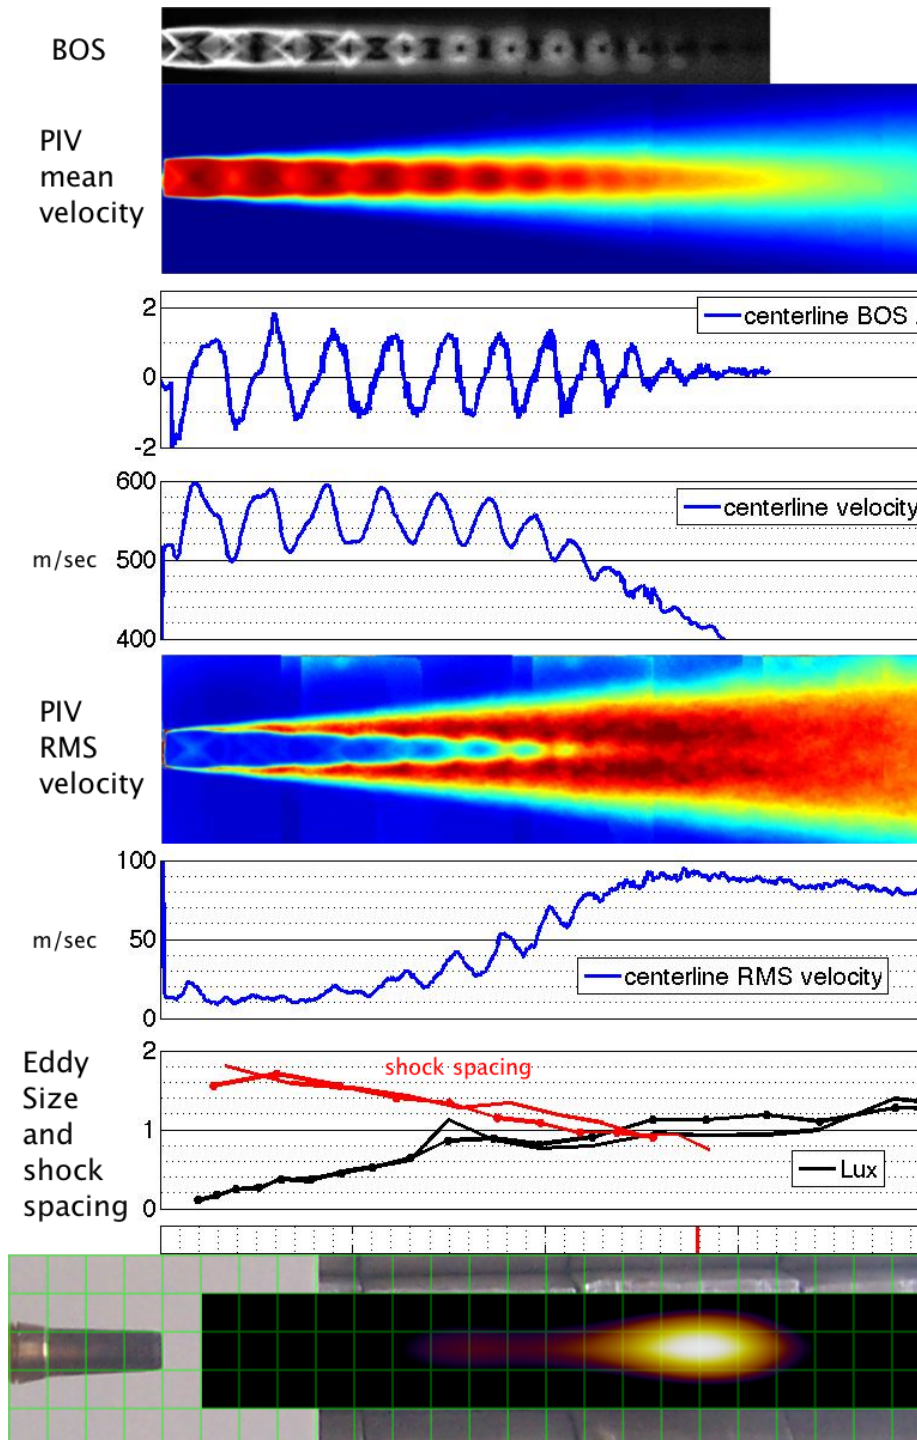 BOS
PIV
mean
velocity
2
centerline BOS
0
-2
600
centerline velocity
m/sec
500
400
PIV
RMS
velocity
100
m/sec
50
centerline RMS velocity
0
Eddy
Size
and
shock
spacing
2
shock spacing
1
Lux
0